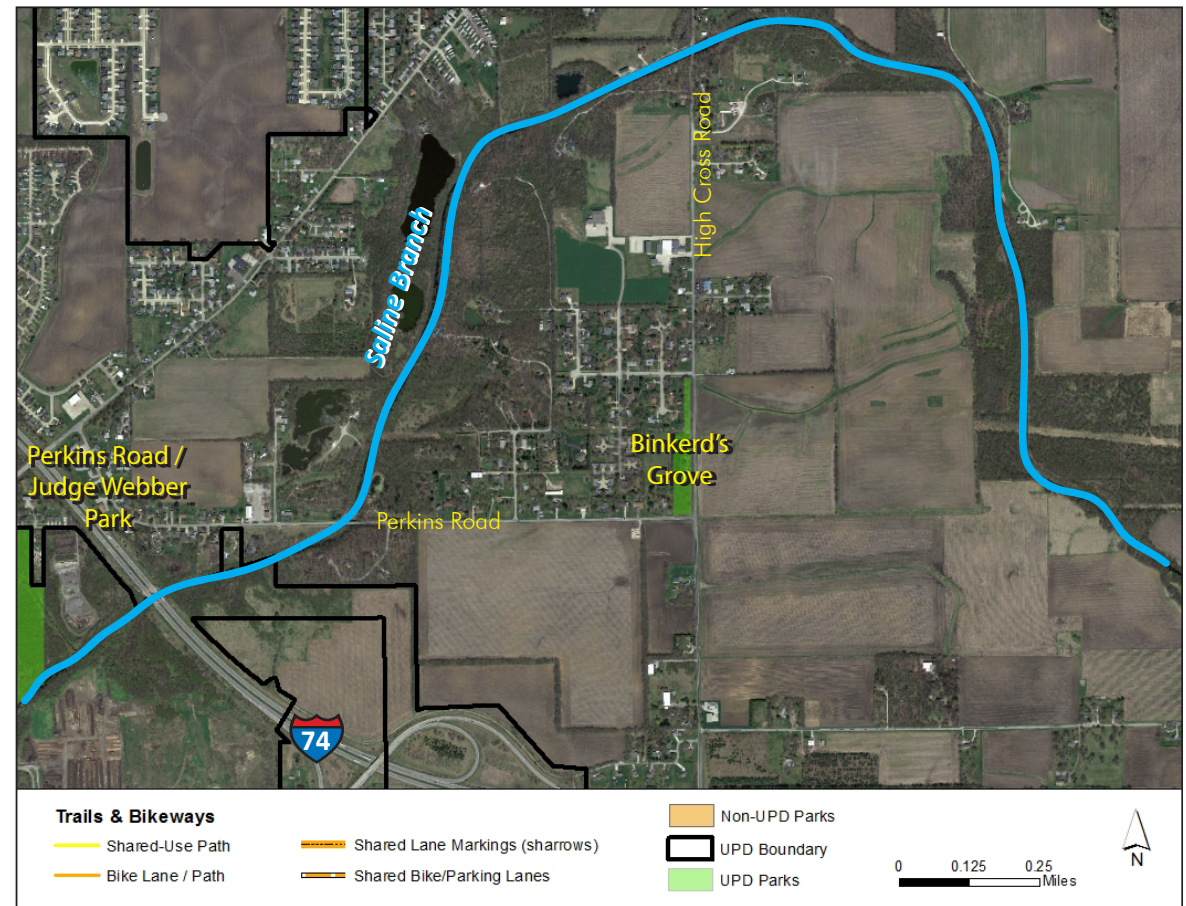 High Cross Road
Saline Branch
Binkerd's
Grove
Perkins Road /
Judge Webber
Park
Perkins Road
74
Trails & Bikeways
Shared-Use Path
Bike Lane / Path
Shared Lane Markings (sharrows)
Shared Bike/Parking Lanes
Non-UPD Parks
UPD Boundary
UPD Parks
0 0.125 0.25
Miles
N